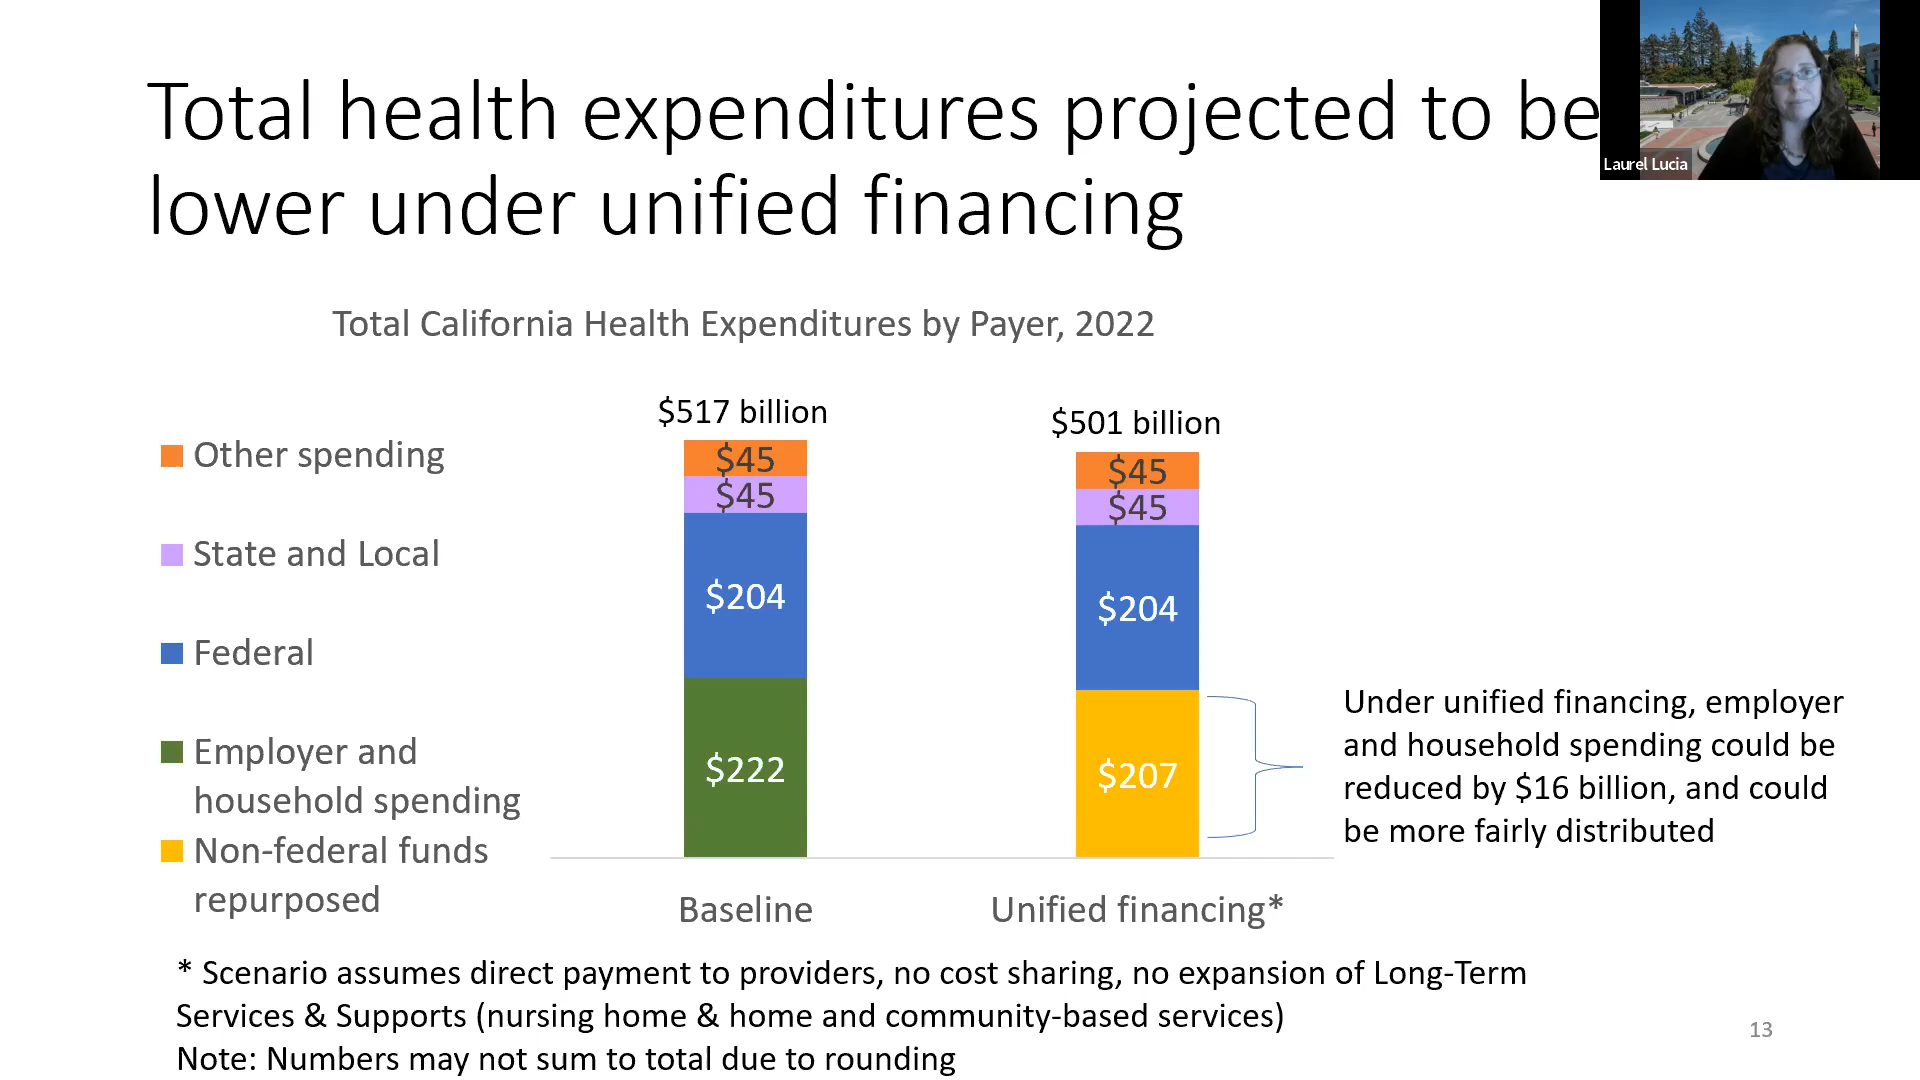 Total health expenditures projected to be
lower under unified financing
Laurel Lucia
Total California Health Expenditures by Payer, 2022
Other spending
State and Local
Federal
Employer and
household spending
Non-federal funds
repurposed
$517 billion
$45
$45
$204
$222
Baseline
$501 billion
$45
$45
$204
$207
Unified financing*
Under unified financing, employer
and household spending could be
reduced by $16 billion, and could
be more fairly distributed
* Scenario assumes direct payment to providers, no cost sharing, no expansion of Long-Term
Services & Supports (nursing home & home and community-based services)
Note: Numbers may not sum to total due to rounding
13